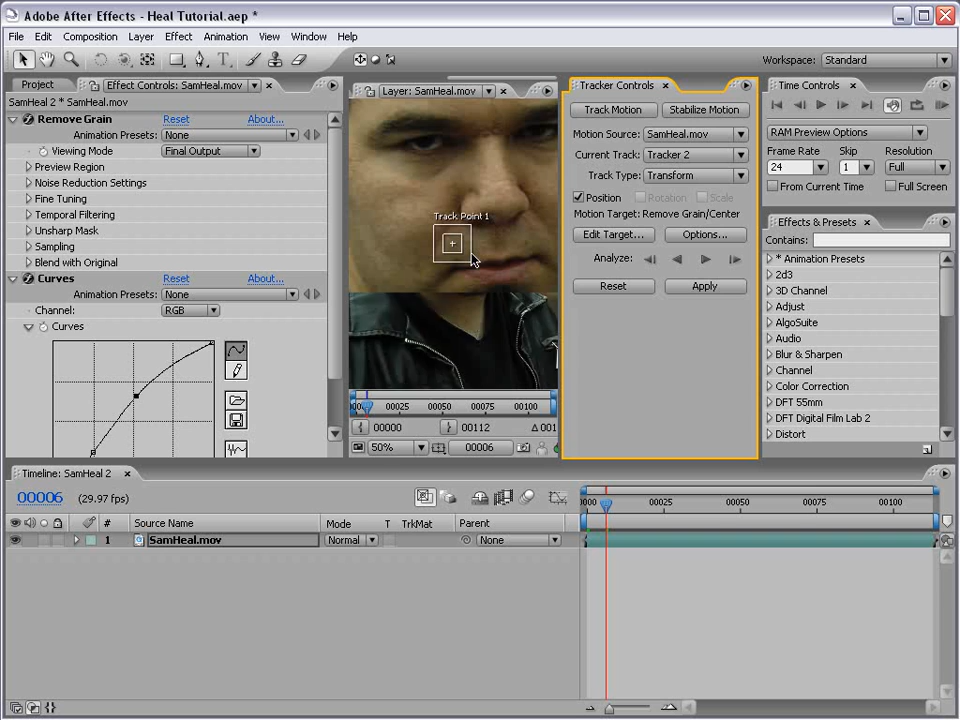 Adobe After Effects - Heal Tutorial.aep *
File Edit Composition Layer Effect Animation View Window Help
Workspace: Standard
Project Effect Controls: SamHeal.mov
SamHeal 2 * SamHeal.mov
Remove Grain Reset About...
Animation Presets: None
Viewing Mode Final Output
Preview Region
Noise Reduction Settings
Fine Tuning
Temporal Filtering
Unsharp Mask
Sampling
Blend with Original
Curves Reset About...
Animation Presets: None
Channel: RGB
Curves
Layer: SamHeal.mov
Track Point 1
00025 00050 00075 00100
00000 00112 Δ 001
50% 00006
Tracker Controls
Track Motion Stabilize Motion
Motion Source: SamHeal.mov
Current Track: Tracker 2
Track Type: Transform
Position Rotation Scale
Motion Target: Remove Grain/Center
Edit Target... Options...
Analyze:
Reset Apply
Time Controls
RAM Preview Options
Frame Rate Skip Resolution
24 1 Full
From Current Time Full Screen
Effects & Presets
Contains:
* Animation Presets
2d3
3D Channel
Adjust
AlgoSuite
Audio
Blur & Sharpen
Channel
Color Correction
DFT 55mm
DFT Digital Film Lab 2
Distort
Timeline: SamHeal 2
00006 (29.97 fps)
0000 00025 00050 00075 00100
# Source Name Mode T TrkMat Parent
1 SamHeal.mov Normal None